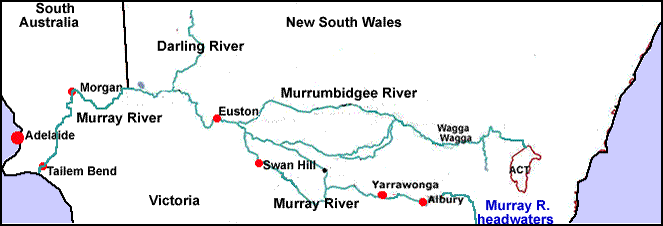 South
Australia
New South Wales
Darling River
Morgan
Murrumbidgee River
Murray River
Euston
Adelaide
Wagga
Wagga
Swan Hill
Tailem Bend
ACT
Yarrawonga
Victoria
Murray River
Albury
Murray R.
headwaters